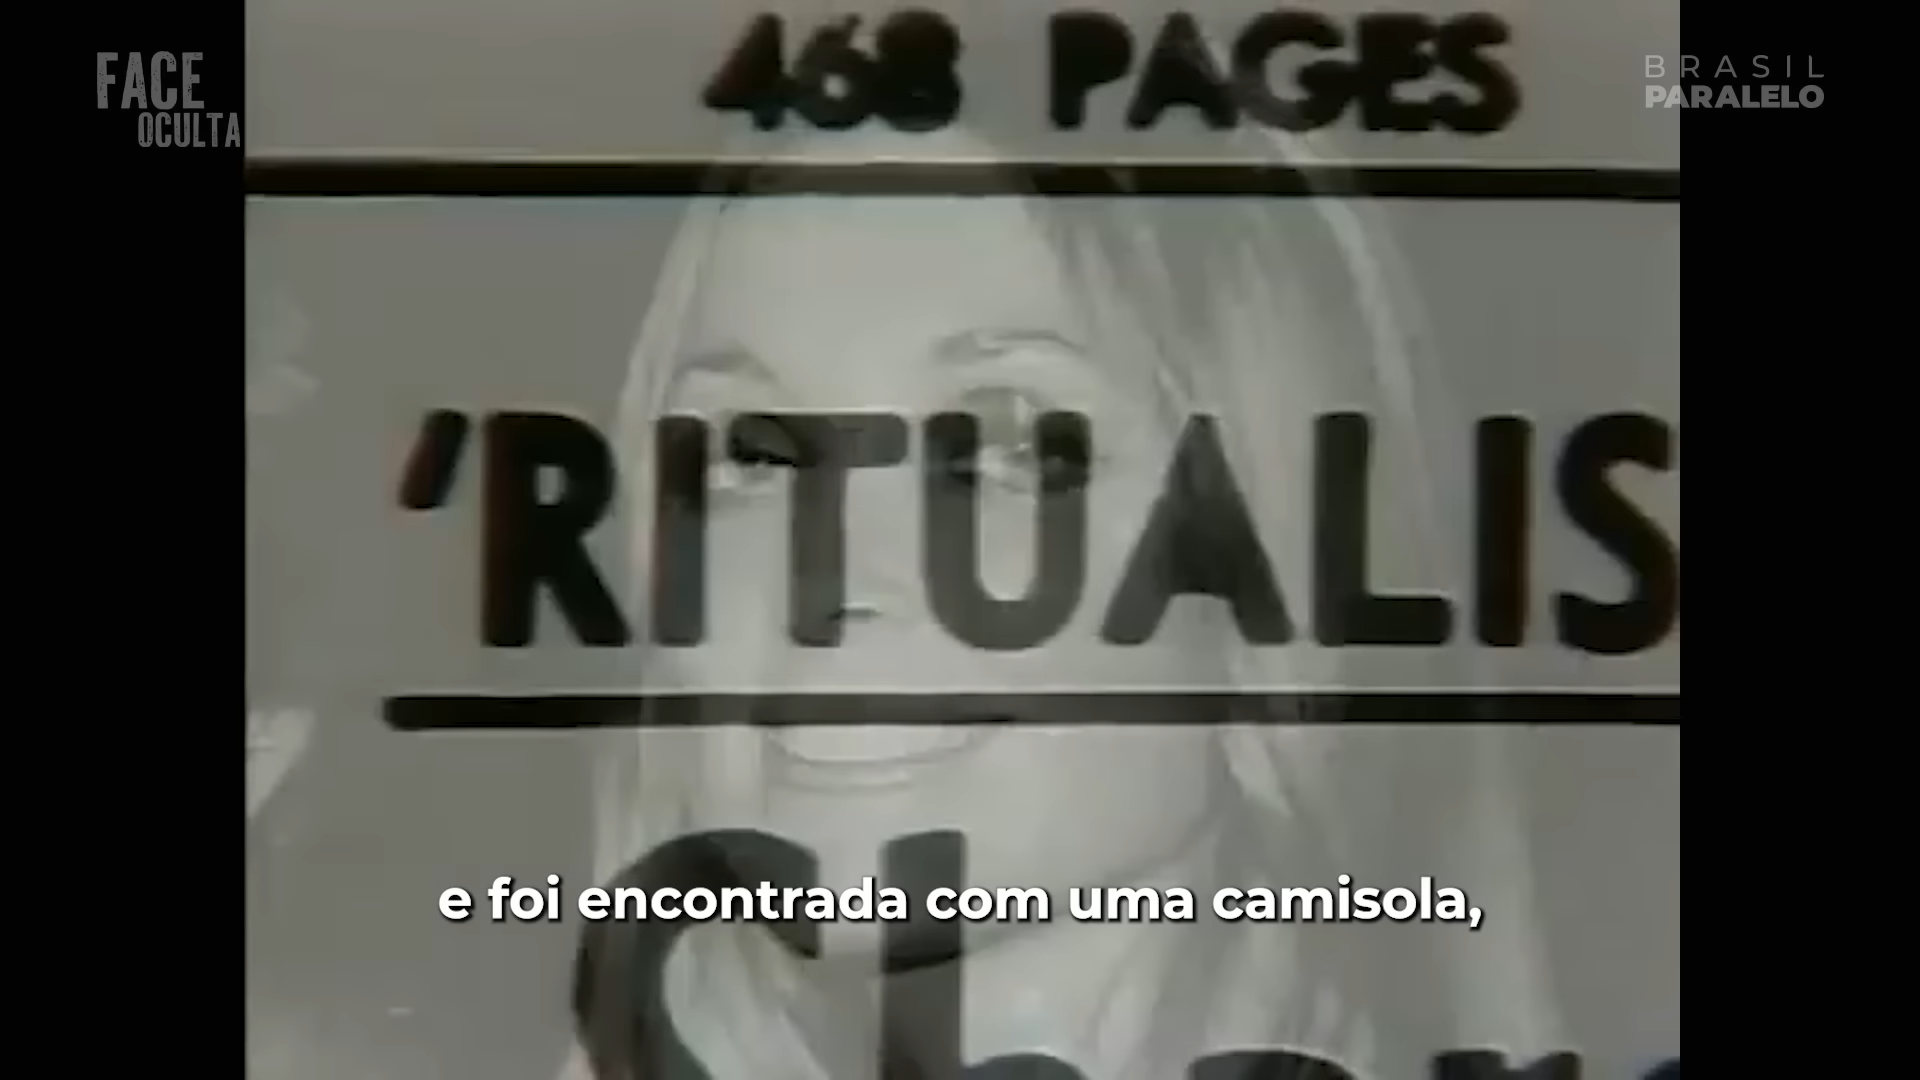 FACE
OCULTA
BRASIL
PARALELO
468 PAGES
'RITUALIS
e foi encontrada com uma camisola,